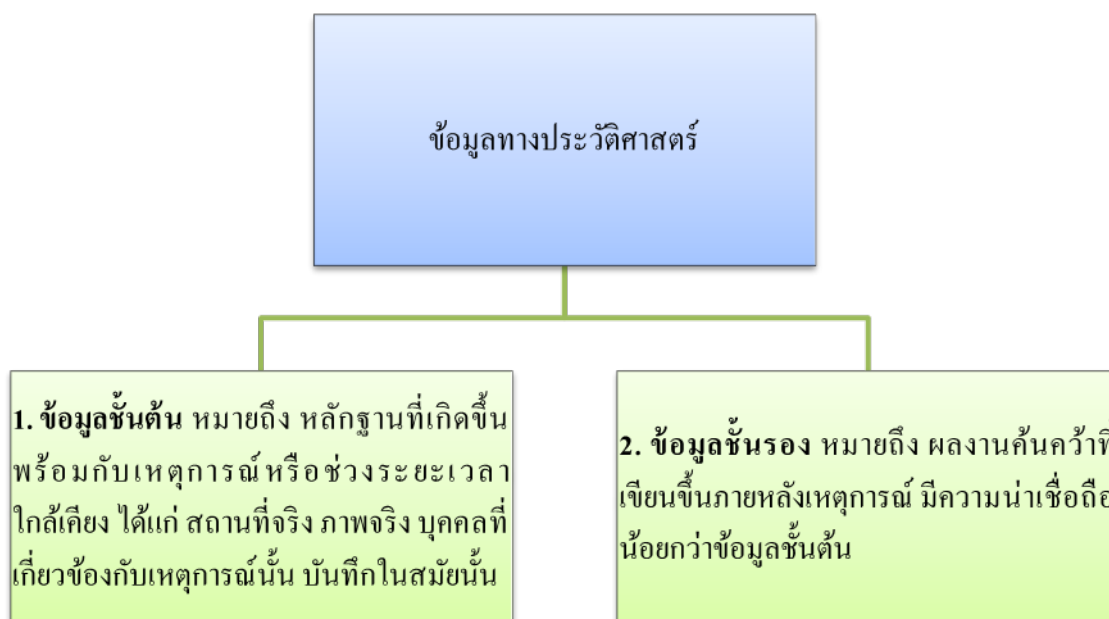 ข้อมูลทางประวัติศาสตร์
1. ข้อมูลชั้นต้น หมายถึง หลักฐานที่เกิดขึ้น
พร้อมกับเหตุการณ์หรือช่วงระยะเวลา
ใกล้เคียง ได้แก่ สถานที่จริง ภาพจริง บุคคลที่
เกี่ยวข้องกับเหตุการณ์นั้น บันทึกในสมัยนั้น
2. ข้อมูลชั้นรอง หมายถึง ผลงานค้นคว้าที่
เขียนขึ้นภายหลังเหตุการณ์ มีความน่าเชื่อถือ
น้อยกว่าข้อมูลชั้นต้น